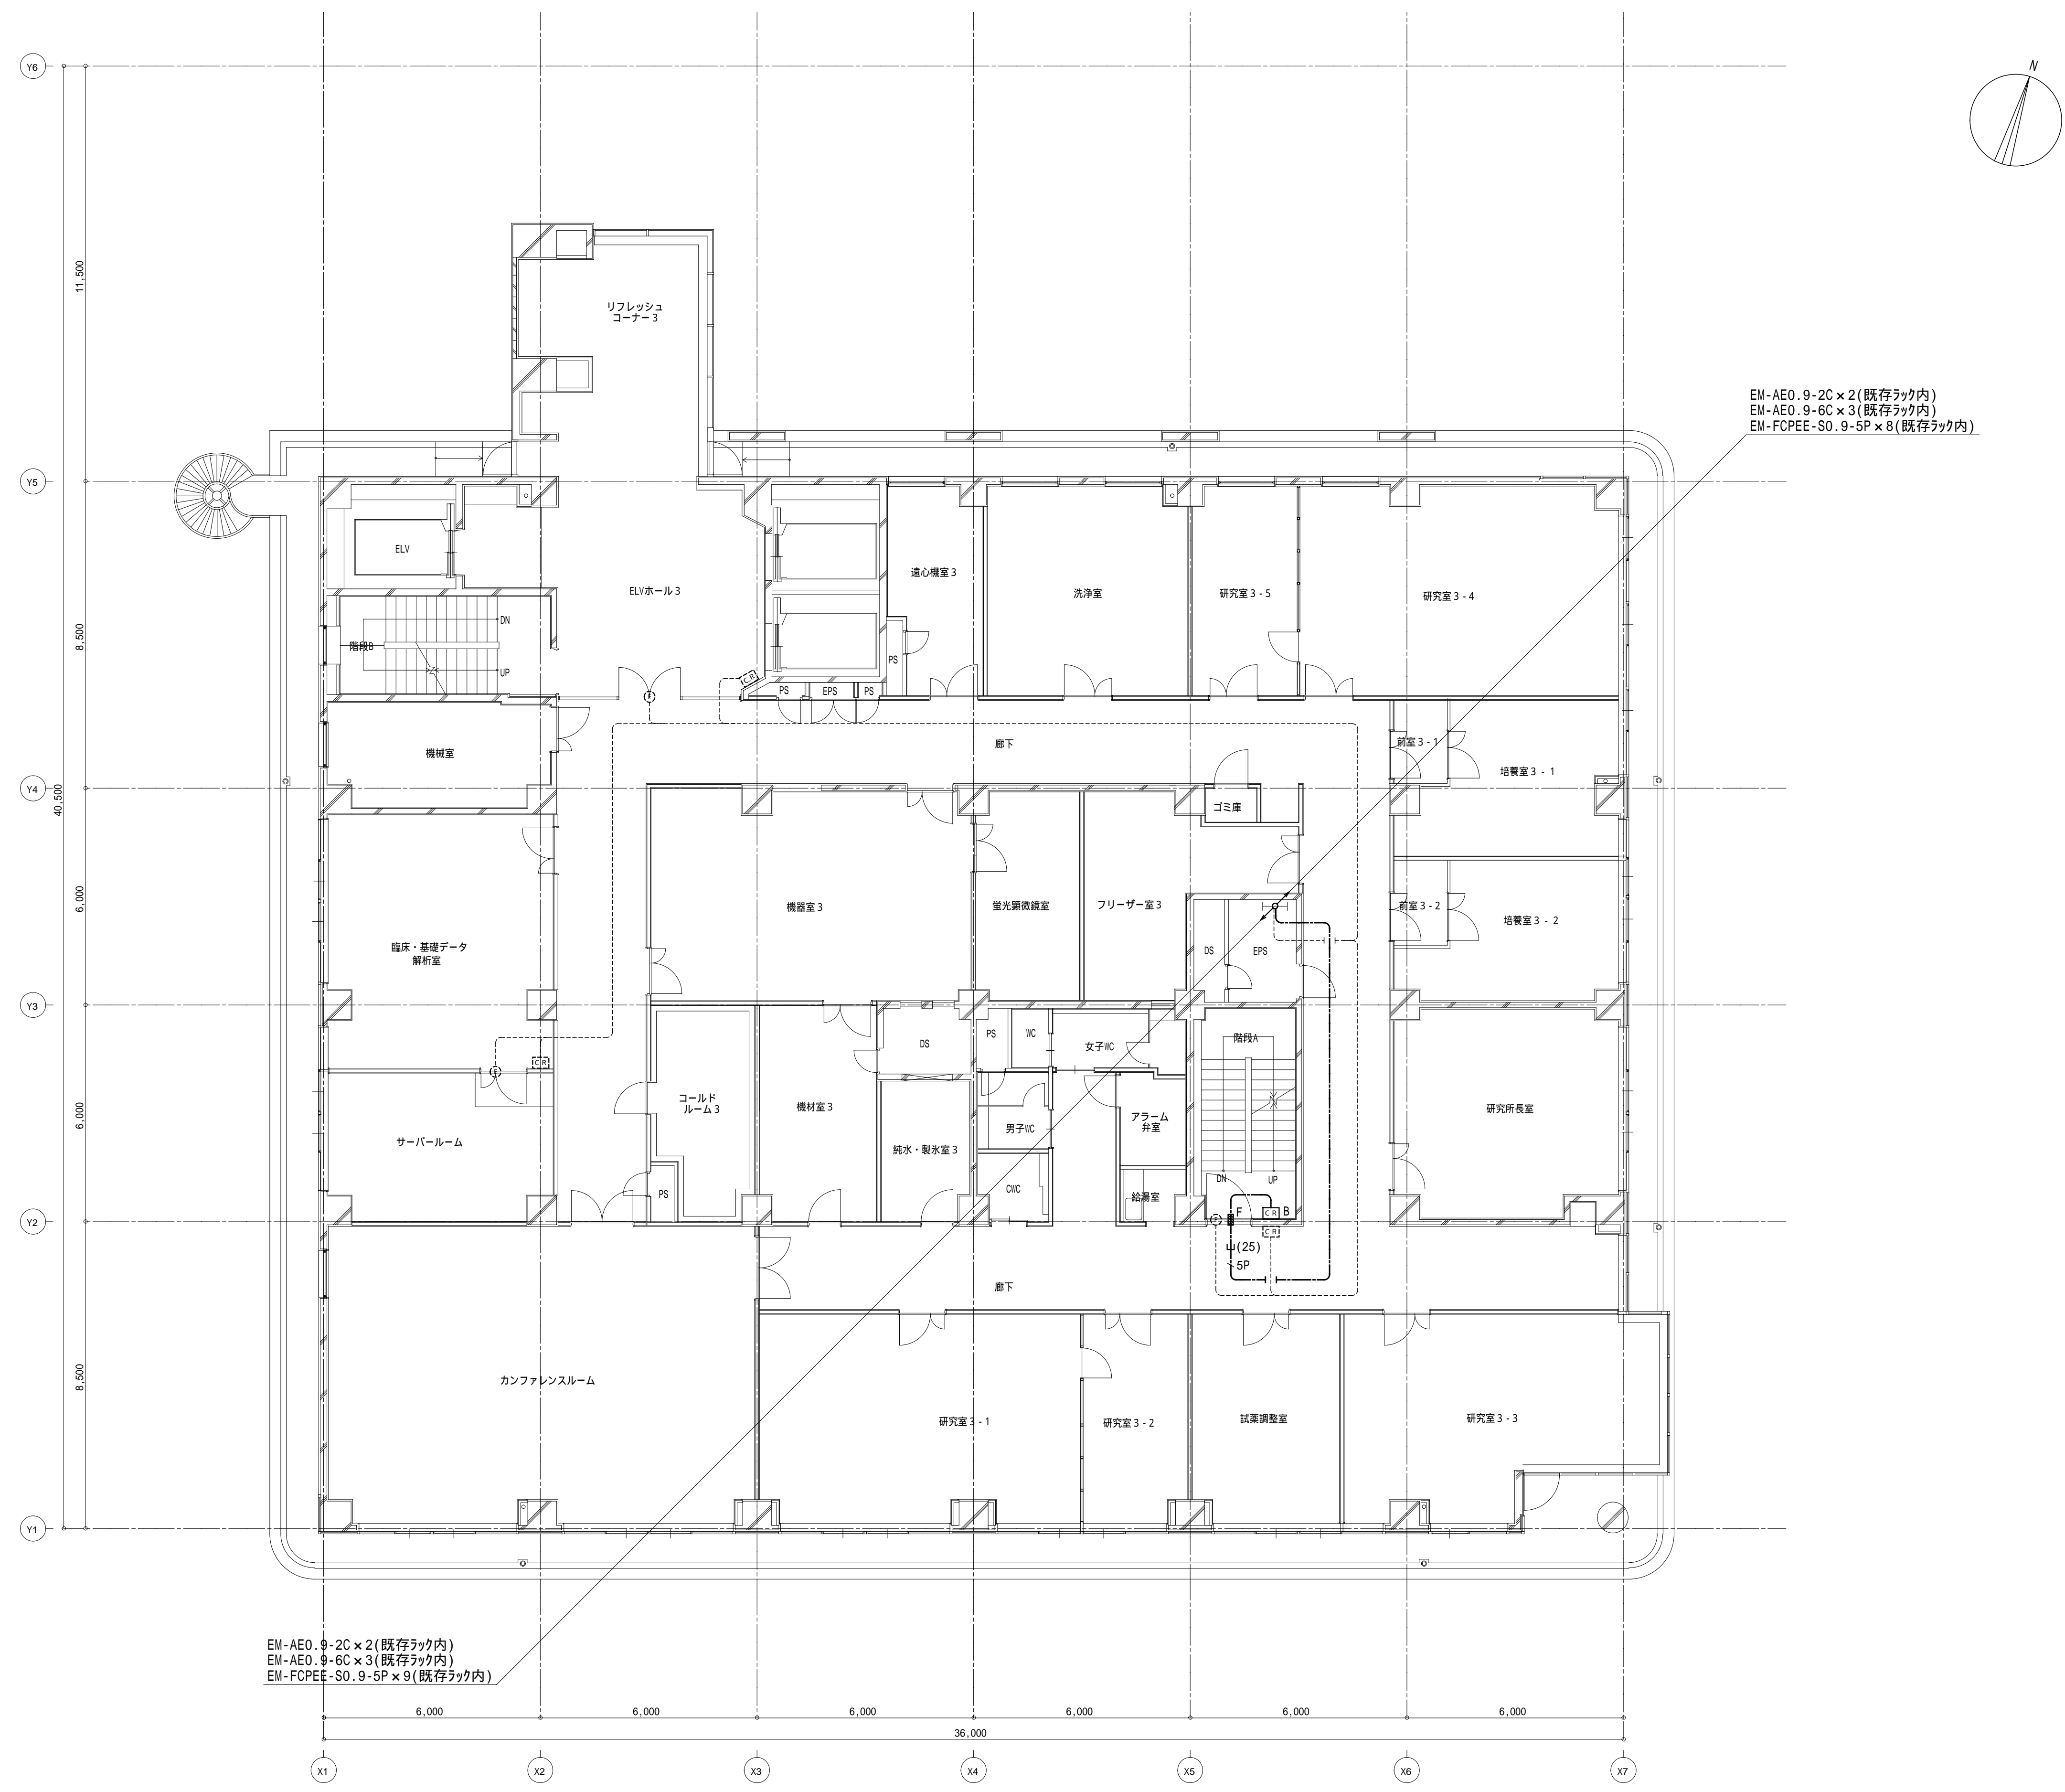 Y6
N
11,500
リフレッシュ
コーナー3
EM-AE0.9-2C×2(既存ラック内)
EM-AE0.9-6C×3(既存ラック内)
EM-FCPEE-S0.9-5P×8(既存ラック内)
Y5
ELV
ELVホール3
遠心機室3
洗浄室
研究室3-5
研究室3-4
8,500
DN
階段B
UP
PS
CR
PS
EPS
PS
機械室
廊下
前室3-1
培養室3-1
Y4
40,500
ゴミ庫
6,000
機器室3
蛍光顕微鏡室
フリーザー室3
前室3-2
培養室3-2
臨床・基礎データ
解析室
DS
EPS
Y3
PS
WC
女子WC
階段A
DS
CR
6,000
コールド
ルーム3
機材室3
アラーム
弁室
研究所長室
サーバールーム
純水・製氷室3
男子WC
PS
CWC
給湯室
DN
UP
Y2
F
CR
B
CR
(25)
5P
廊下
8,500
カンファレンスルーム
研究室3-1
研究室3-2
試薬調整室
研究室3-3
Y1
EM-AE0.9-2C×2(既存ラック内)
EM-AE0.9-6C×3(既存ラック内)
EM-FCPEE-S0.9-5P×9(既存ラック内)
6,000
6,000
6,000
6,000
6,000
6,000
36,000
X1
X2
X3
X4
X5
X6
X7